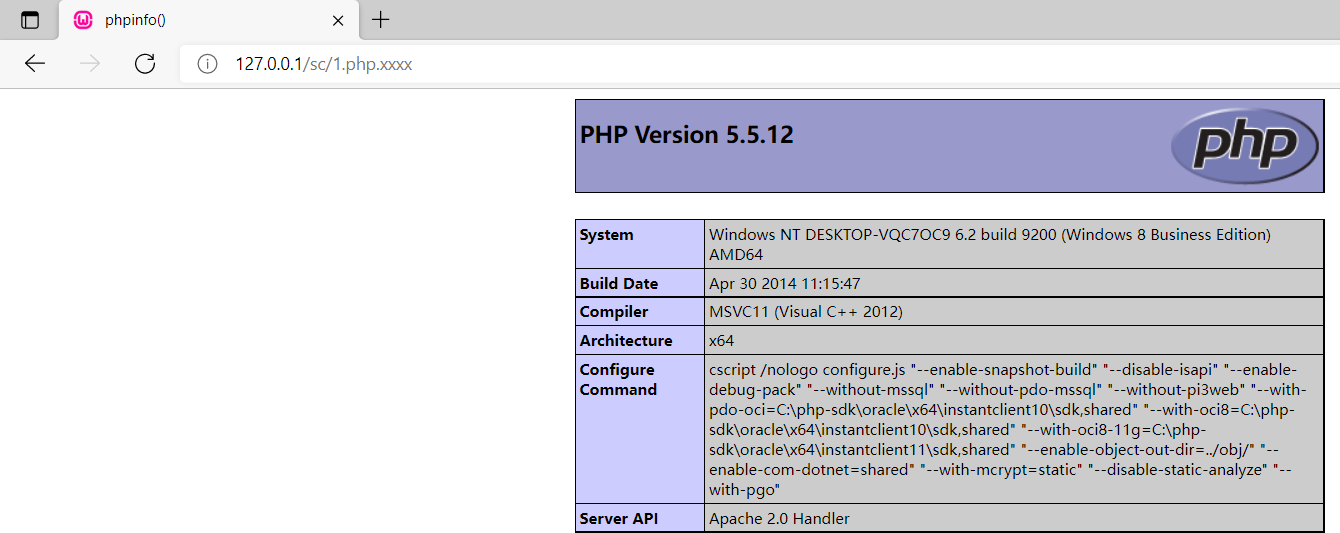 phpinfo()
127.0.0.1/sc/1.php.xxxx
PHP Version 5.5.12
php
System
Windows NT DESKTOP-VQC7OC9 6.2 build 9200 (Windows 8 Business Edition)
AMD64
Build Date
Apr 30 2014 11:15:47
Compiler
MSVC11 (Visual C++ 2012)
Architecture
x64
Configure
Command
cscript /nologo configure.js "--enable-snapshot-build" "--disable-isapi" "--enable-
debug-pack" "--without-mssql" "--without-pdo-mssql" "--without-pi3web" "--with-
pdo-oci=C:\php-sdk\oracle\x64\instantclient10\sdk,shared" "--with-oci8=C:\php-
sdk\oracle\x64\instantclient10\sdk,shared" "--with-oci8-11g=C:\php-
sdk\oracle\x64\instantclient11\sdk,shared" "--enable-object-out-dir=../obj/" "--
enable-com-dotnet=shared" "--with-mcrypt=static" "--disable-static-analyze" "--
with-pgo"
Server API
Apache 2.0 Handler